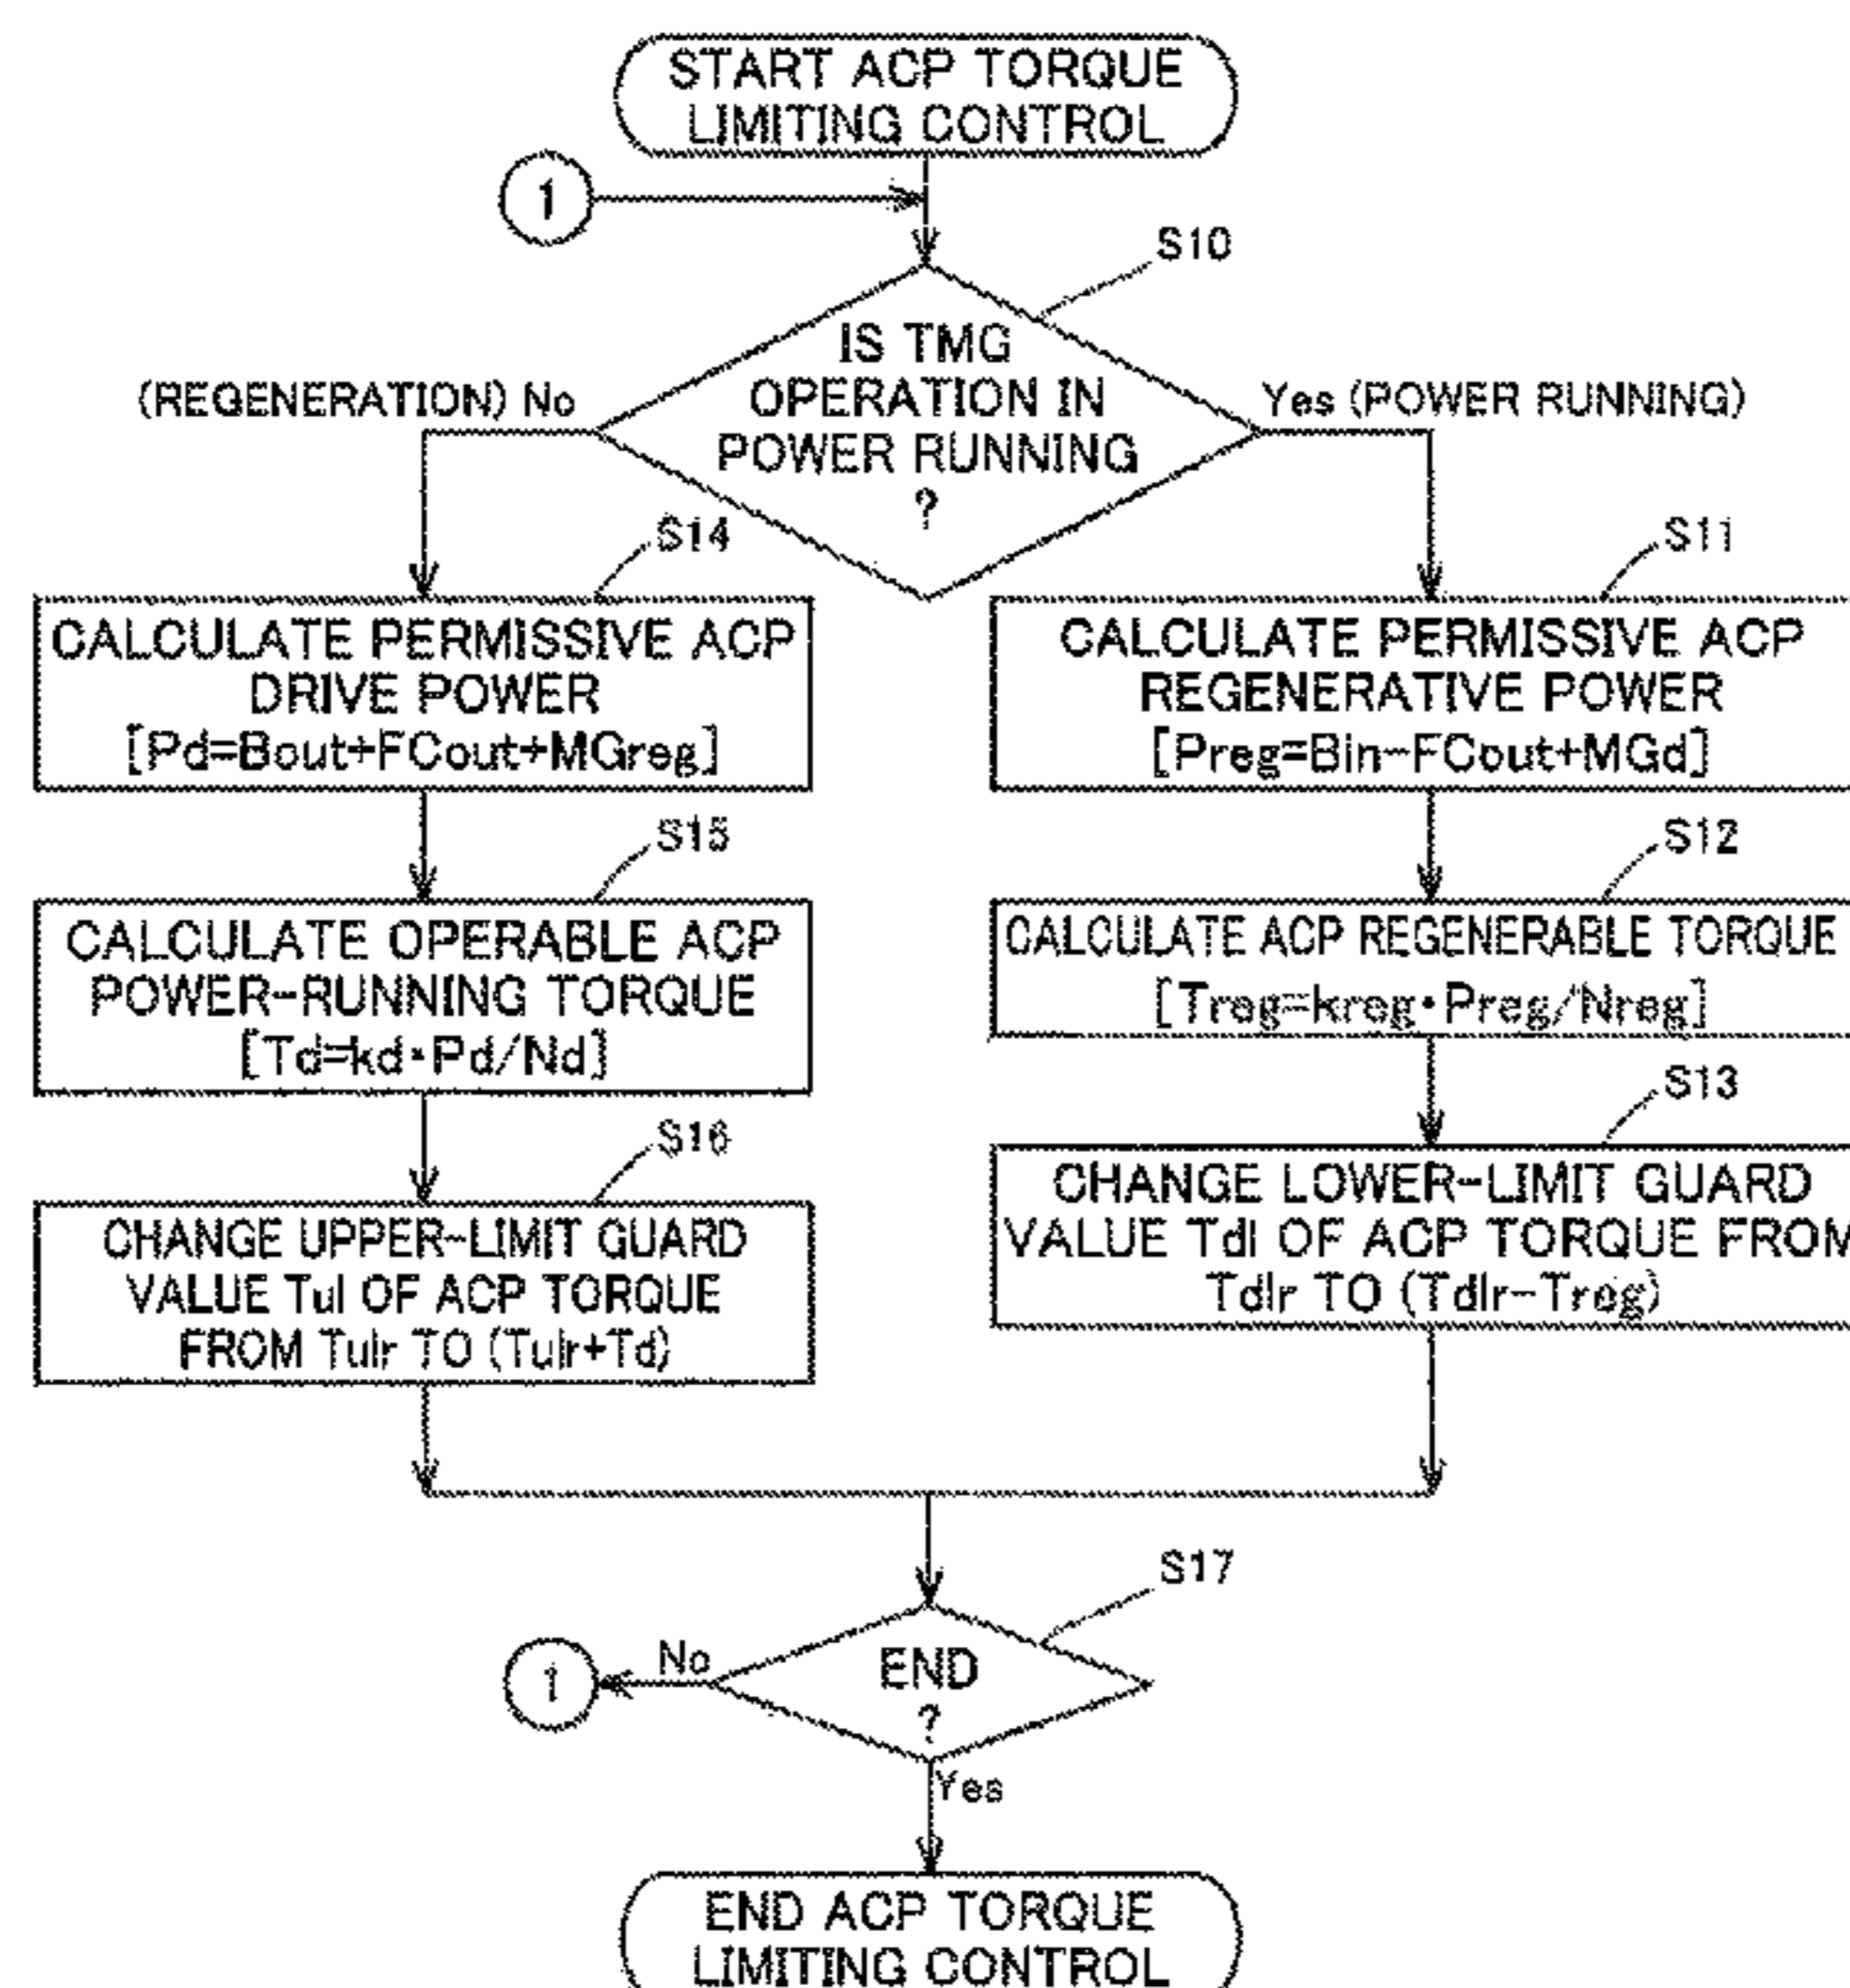 START ACP TORQUE
LIMITING CONTROL
1
S10
IS TMG
OPERATION IN
POWER RUNNING
?
(REGENERATION) No
Yes (POWER RUNNING)
S14
CALCULATE PERMISSIVE ACP
DRIVE POWER
[Pd=Bout+FCout+MGreg]
S11
CALCULATE PERMISSIVE ACP
REGENERATIVE POWER
[Preg=Bin-FCout+MGd]
S15
CALCULATE OPERABLE ACP
POWER-RUNNING TORQUE
[Td=kd・Pd/Nd]
S12
CALCULATE ACP REGENERABLE TORQUE
[Treg=kreg・Preg/Nreg]
S16
CHANGE UPPER-LIMIT GUARD
VALUE Tul OF ACP TORQUE
FROM Tulr TO (Tulr+Td)
S13
CHANGE LOWER-LIMIT GUARD
VALUE Tdl OF ACP TORQUE FROM
Tdlr TO (Tdlr-Treg)
S17
END
?
No
1
Yes
END ACP TORQUE
LIMITING CONTROL